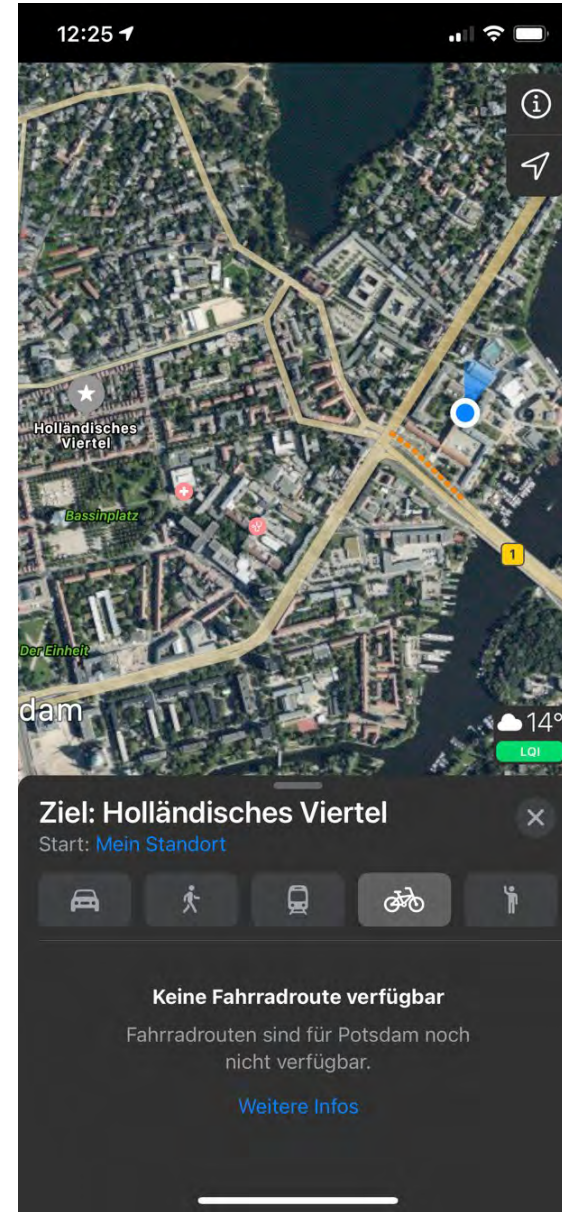 12:25
Holländisches
Viertel
Bassinplatz
1
Der Einheit
dam
14°
LQI
Ziel: Holländisches Viertel
Start: Mein Standort
Keine Fahrradroute verfügbar
Fahrradrouten sind für Potsdam noch
nicht verfügbar.
Weitere Infos